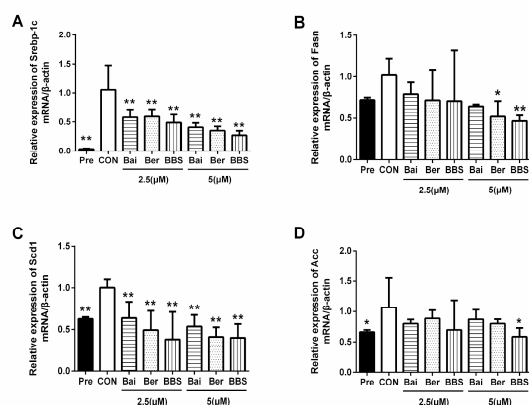 A
Relative expression of Srebp-1c
mRNA/β-actin
2.0
1.5
1.0
0.5
0.0
** ** ** ** ** ** **
Pre CON Bai Ber BBS Bai Ber BBS
2.5(μM) 5(μM)
B
Relative expression of Fasn
mRNA/β-actin
1.5
1.0
0.5
0.0
* **
Pre CON Bai Ber BBS Bai Ber BBS
2.5(μM) 5(μM)
C
Relative expression of Scd1
mRNA/β-actin
1.5
1.0
0.5
0.0
** ** ** ** ** ** **
Pre CON Bai Ber BBS Bai Ber BBS
2.5(μM) 5(μM)
D
Relative expression of Acc
mRNA/β-actin
2.0
1.5
1.0
0.5
0.0
* *
Pre CON Bai Ber BBS Bai Ber BBS
2.5(μM) 5(μM)